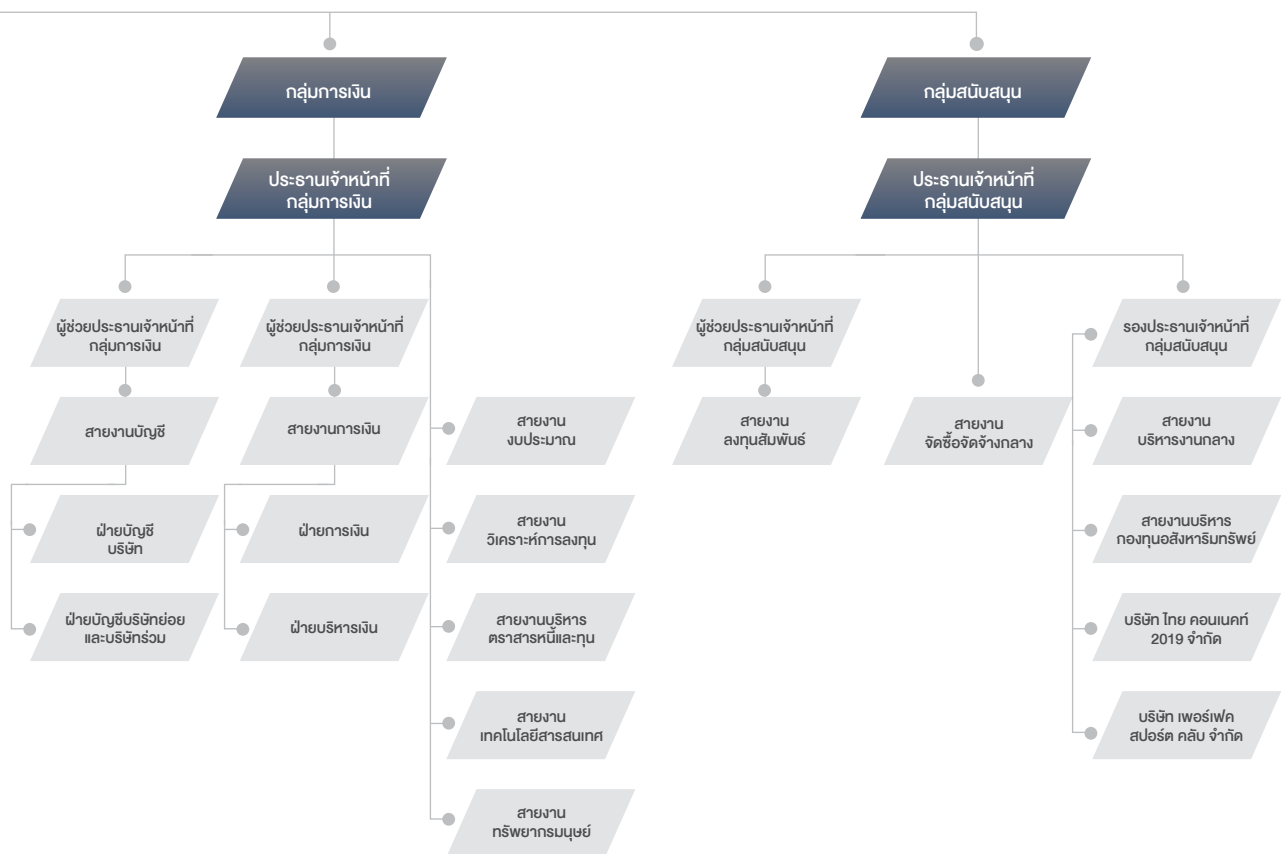 กลุ่มการเงิน
ประธานเจ้าหน้าที่
กลุ่มการเงิน
ผู้ช่วยประธานเจ้าหน้าที่
กลุ่มการเงิน
สายงานบัญชี
ฝ่ายบัญชี
บริษัท
ฝ่ายบัญชีบริษัทย่อย
และบริษัทร่วม
ผู้ช่วยประธานเจ้าหน้าที่
กลุ่มการเงิน
สายงานการเงิน
ฝ่ายการเงิน
ฝ่ายบริหารเงิน
สายงาน
งบประมาณ
สายงาน
วิเคราะห์การลงทุน
สายงานบริหาร
ตราสารหนี้และทุน
สายงาน
เทคโนโลยีสารสนเทศ
สายงาน
ทรัพยากรมนุษย์
กลุ่มสนับสนุน
ประธานเจ้าหน้าที่
กลุ่มสนับสนุน
ผู้ช่วยประธานเจ้าหน้าที่
กลุ่มสนับสนุน
สายงาน
ลงทุนสัมพันธ์
สายงาน
จัดซื้อจัดจ้างกลาง
รองประธานเจ้าหน้าที่
กลุ่มสนับสนุน
สายงาน
บริหารงานกลาง
สายงานบริหาร
กองทุนอสังหาริมทรัพย์
บริษัท ไทย คอนเนคท์
2019 จำกัด
บริษัท เพอร์เฟค
สปอร์ต คลับ จำกัด